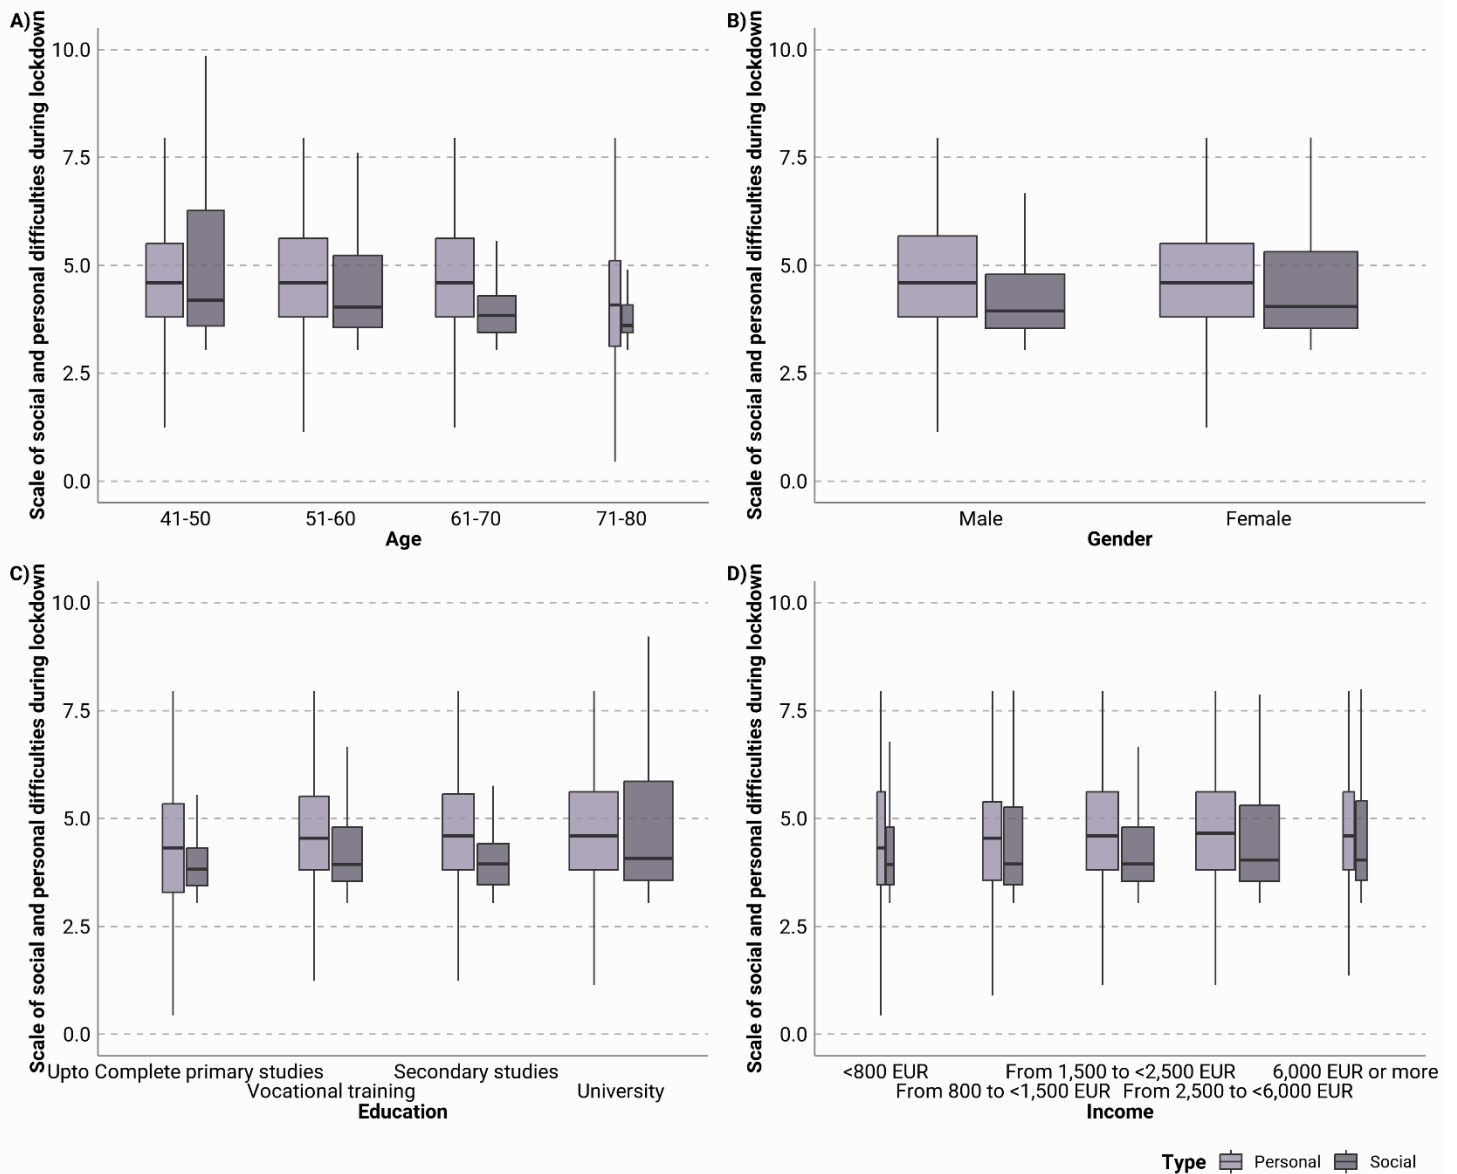 A)
Scale of social and personal difficulties during lockdown
10.0
7.5
5.0
2.5
0.0
41-50 51-60 61-70 71-80
Age
B)
Scale of social and personal difficulties during lockdown
10.0
7.5
5.0
2.5
0.0
Male Female
Gender
C)
Scale of social and personal difficulties during lockdown
10.0
7.5
5.0
2.5
0.0
Upto Complete primary studies Secondary studies
Vocational training University
Education
D)
Scale of social and personal difficulties during lockdown
10.0
7.5
5.0
2.5
0.0
<800 EUR From 1,500 to <2,500 EUR 6,000 EUR or more
From 800 to <1,500 EUR From 2,500 to <6,000 EUR
Income
Type Personal Social